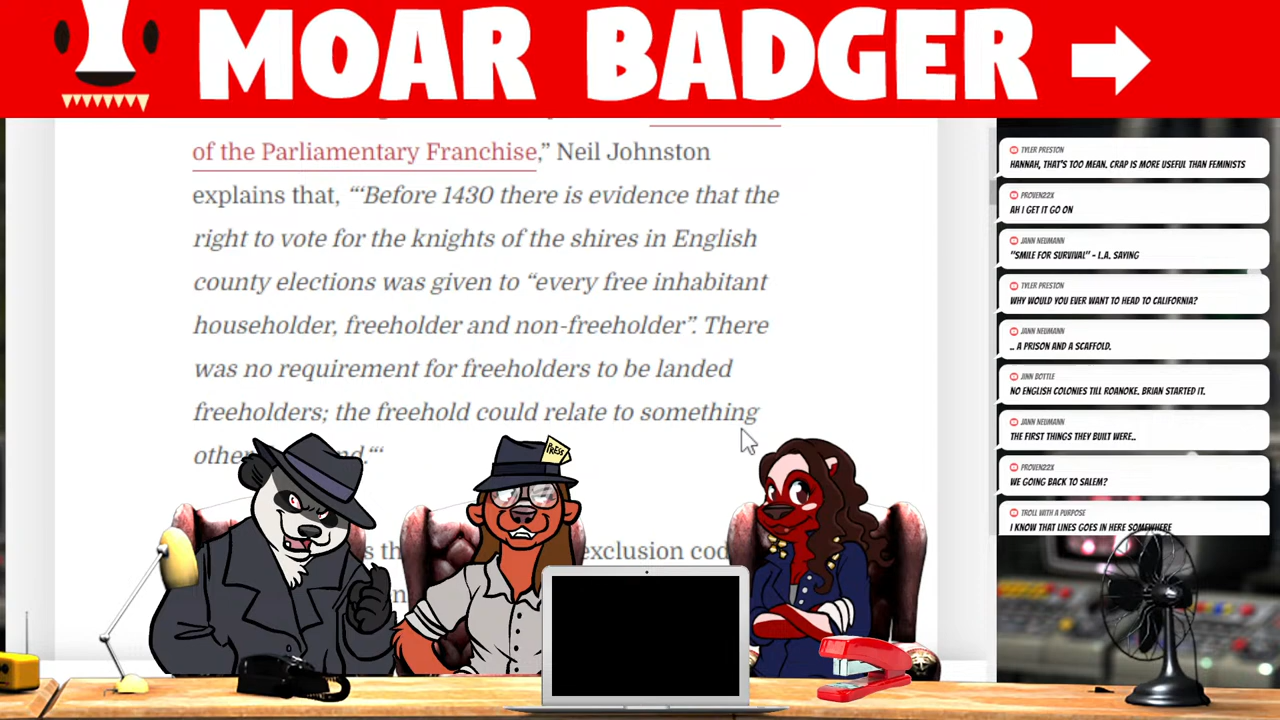 MOAR BADGER
of the Parliamentary Franchise,” Neil Johnston
explains that, “‘Before 1430 there is evidence that the
right to vote for the knights of the shires in English
county elections was given to “every free inhabitant
householder, freeholder and non-freeholder”. There
was no requirement for freeholders to be landed
freeholders; the freehold could relate to something
exclusion
PRESS
TYLER PRESTON
HANNAH, THAT'S TOO MEAN. CRAP IS MORE USEFUL THAN FEMINISTS
PROVEN22X
AH I GET IT GO ON
JANN NEUMANN
"SMILE FOR SURVIVAL" - L.A. SAYING
TYLER PRESTON
WHY WOULD YOU EVER WANT TO HEAD TO CALIFORNIA?
JANN NEUMANN
.. A PRISON AND A SCAFFOLD.
JINN BOTTLE
NO ENGLISH COLONIES TILL ROANOKE. BRIAN STARTED IT.
JANN NEUMANN
THE FIRST THINGS THEY BUILT WERE..
PROVEN22X
WE GOING BACK TO SALEM?
TROLL WITH A PURPOSE
I KNOW THAT LINES GOES IN HERE SOMEWHERE